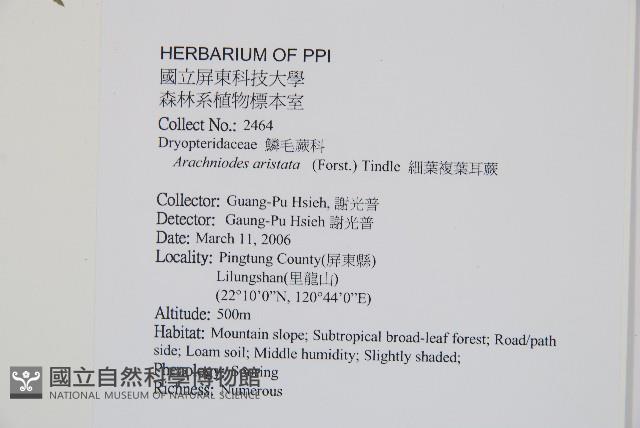 HERBARIUM OF PPI
國立屏東科技大學
森林系植物標本室
Collect No.: 2464
Dryopteridaceae 鱗毛蕨科
Arachniodes aristata (Forst.) Tindle 細葉複葉耳蕨
Collector: Guang-Pu Hsieh, 謝光普
Detector: Gaung-Pu Hsieh 謝光普
Date: March 11, 2006
Locality: Pingtung County(屏東縣)
Lilungshan(里龍山)
(22°10’0”N, 120°44’0”E)
Altitude: 500m
Habitat: Mountain slope; Subtropical broad-leaf forest; Road/path
side; Loam soil; Middle humidity; Slightly shaded;
Phenology:
Richness: Numerous
國立自然科學博物館
NATIONAL MUSEUM OF NATURAL SCIENCE